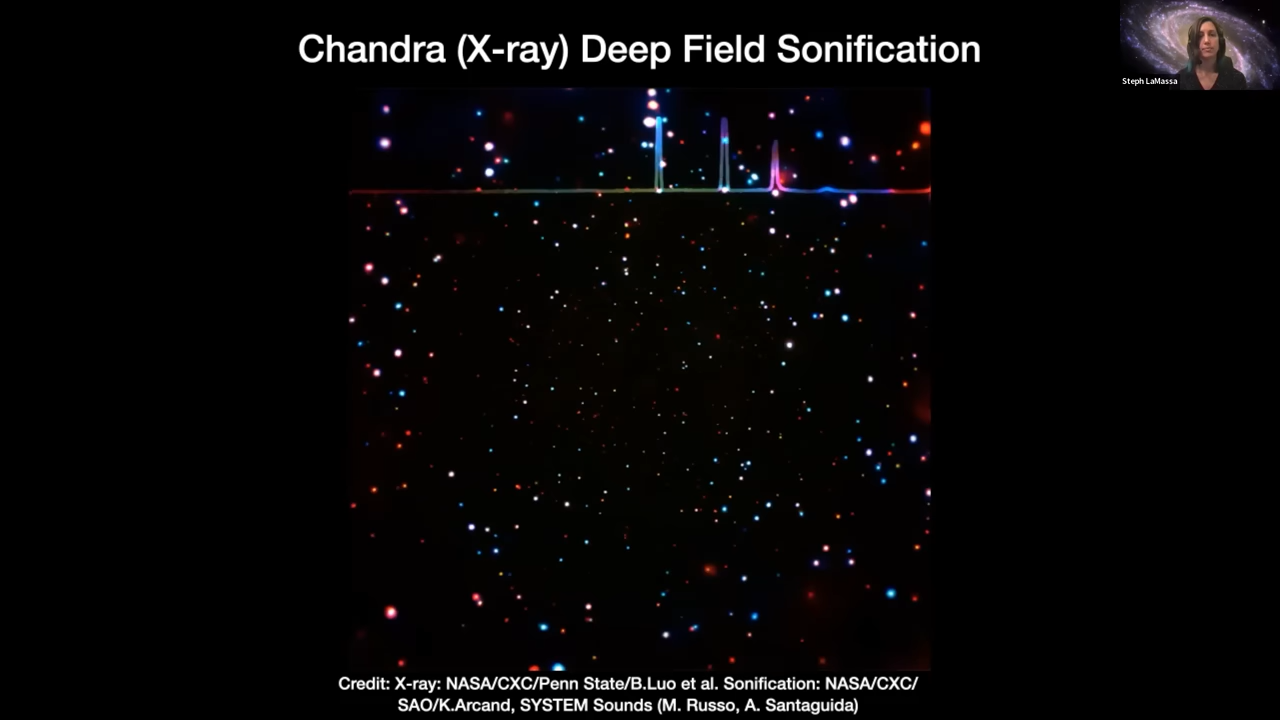 Chandra (X-ray) Deep Field Sonification
Steph LaMassa
Credit: X-ray: NASA/CXC/Penn State/B.Luo et al. Sonification: NASA/CXC/
SAO/K.Arcand, SYSTEM Sounds (M. Russo, A. Santaguida)